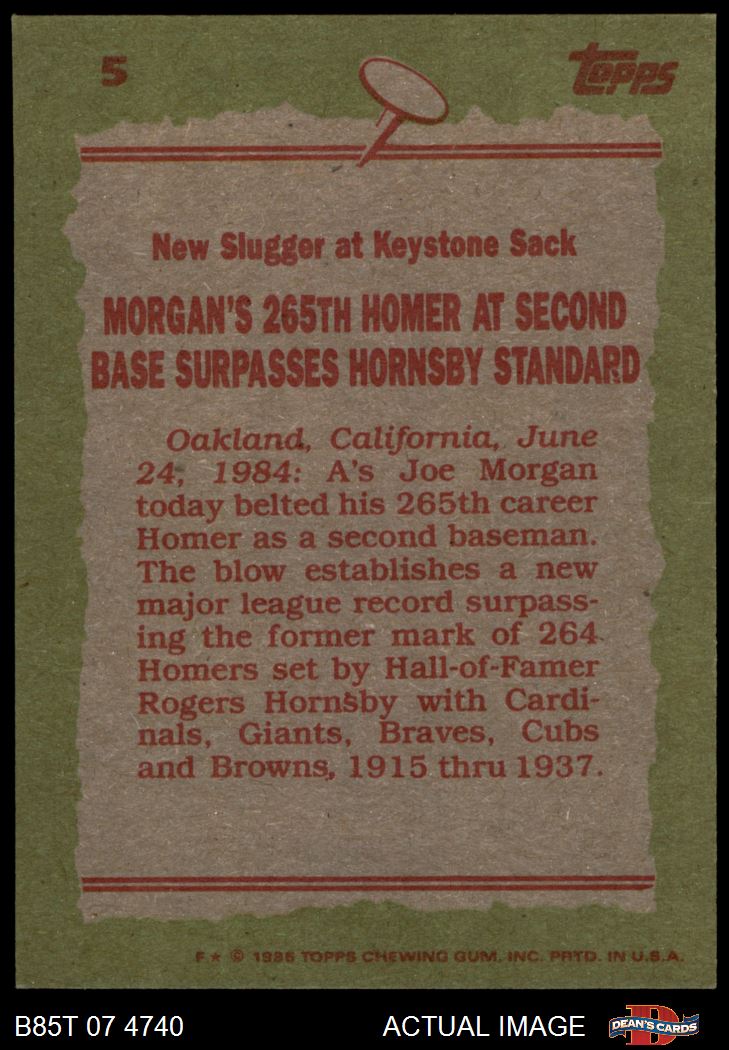 5
Topps
New Slugger at Keystone Sack
MORGAN'S 265TH HOMER AT SECOND
BASE SURPASSES HORNSBY STANDARD
Oakland, California, June
24, 1984: A's Joe Morgan
today belted his 265th career
Homer as a second baseman.
The blow establishes a new
major league record surpass-
ing the former mark of 264
Homers set by Hall-of-Famer
Rogers Hornsby with Cardi-
nals, Giants, Braves, Cubs
and Browns, 1915 thru 1937.
F ★ © 1985 TOPPS CHEWING GUM, INC. PRTD. IN U.S.A.
B85T 07 4740 ACTUAL IMAGE DEAN'S CARDS